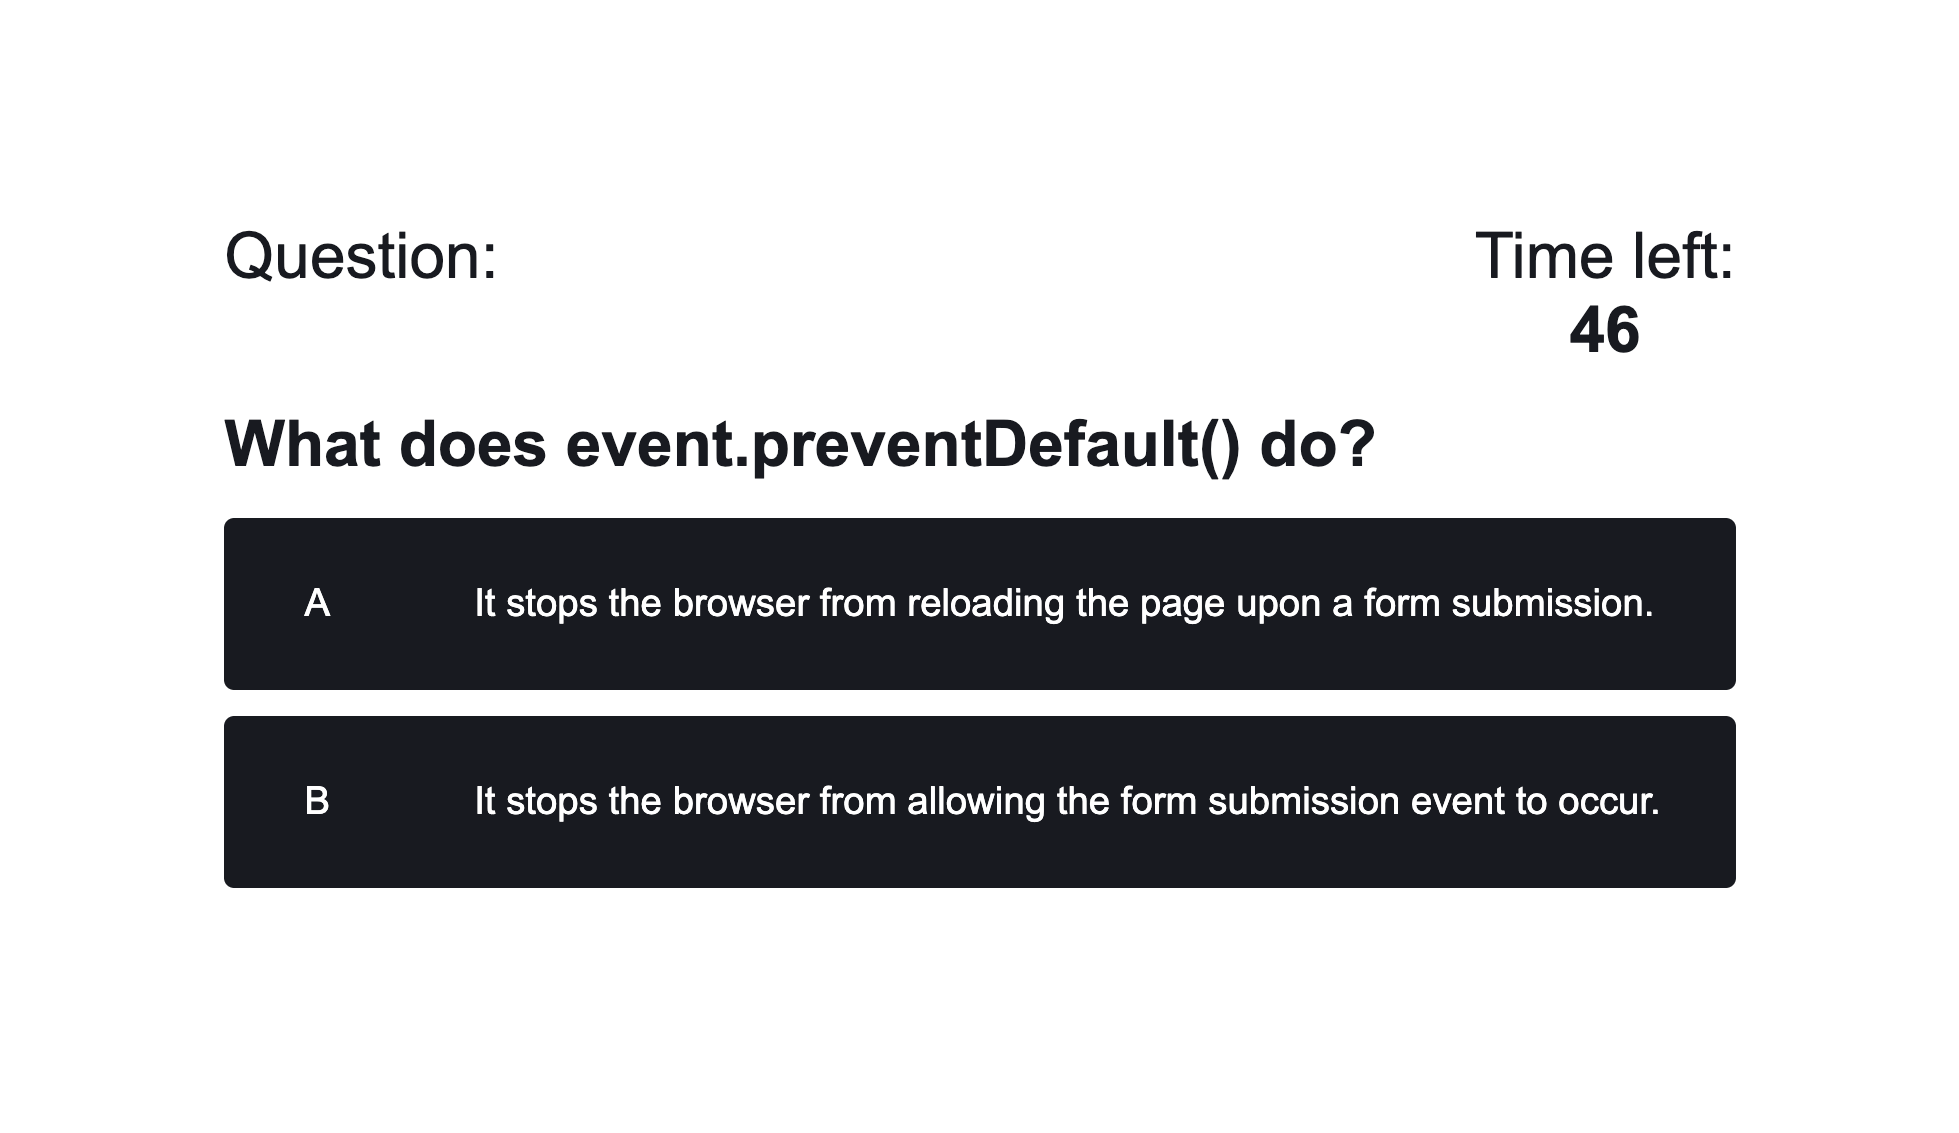 Question:
Time left:
46
What does event.preventDefault() do?
A It stops the browser from reloading the page upon a form submission.
B It stops the browser from allowing the form submission event to occur.